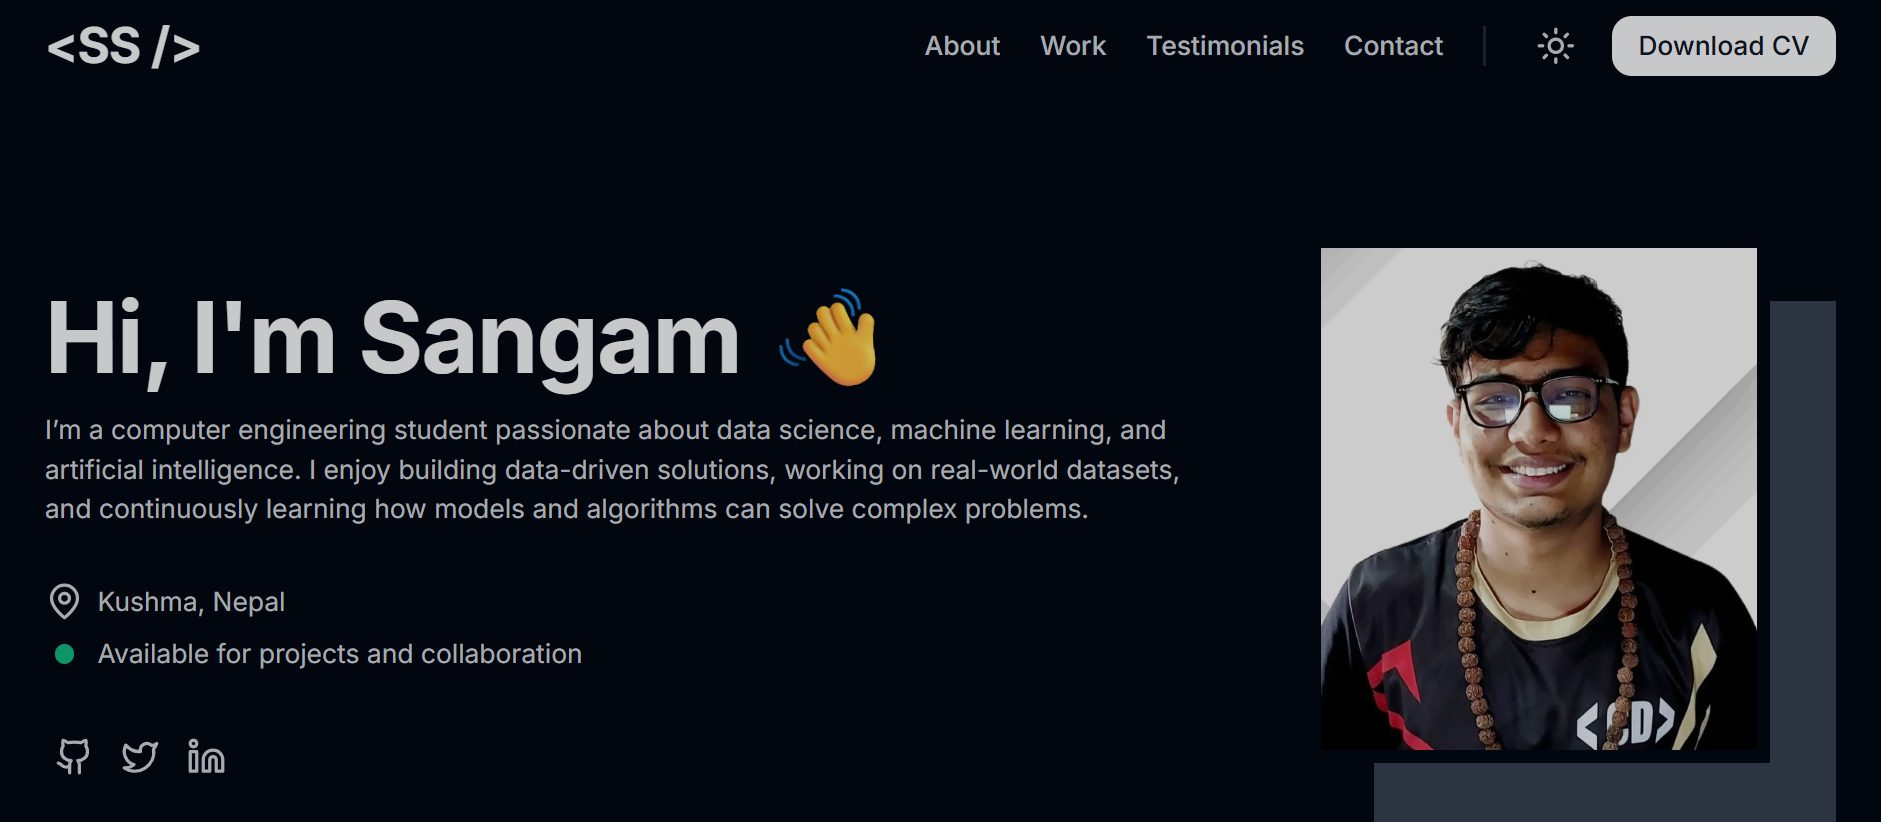 <SS />
About Work Testimonials Contact Download CV
Hi, I'm Sangam 👋
I’m a computer engineering student passionate about data science, machine learning, and
artificial intelligence. I enjoy building data-driven solutions, working on real-world datasets,
and continuously learning how models and algorithms can solve complex problems.
Kushma, Nepal
Available for projects and collaboration